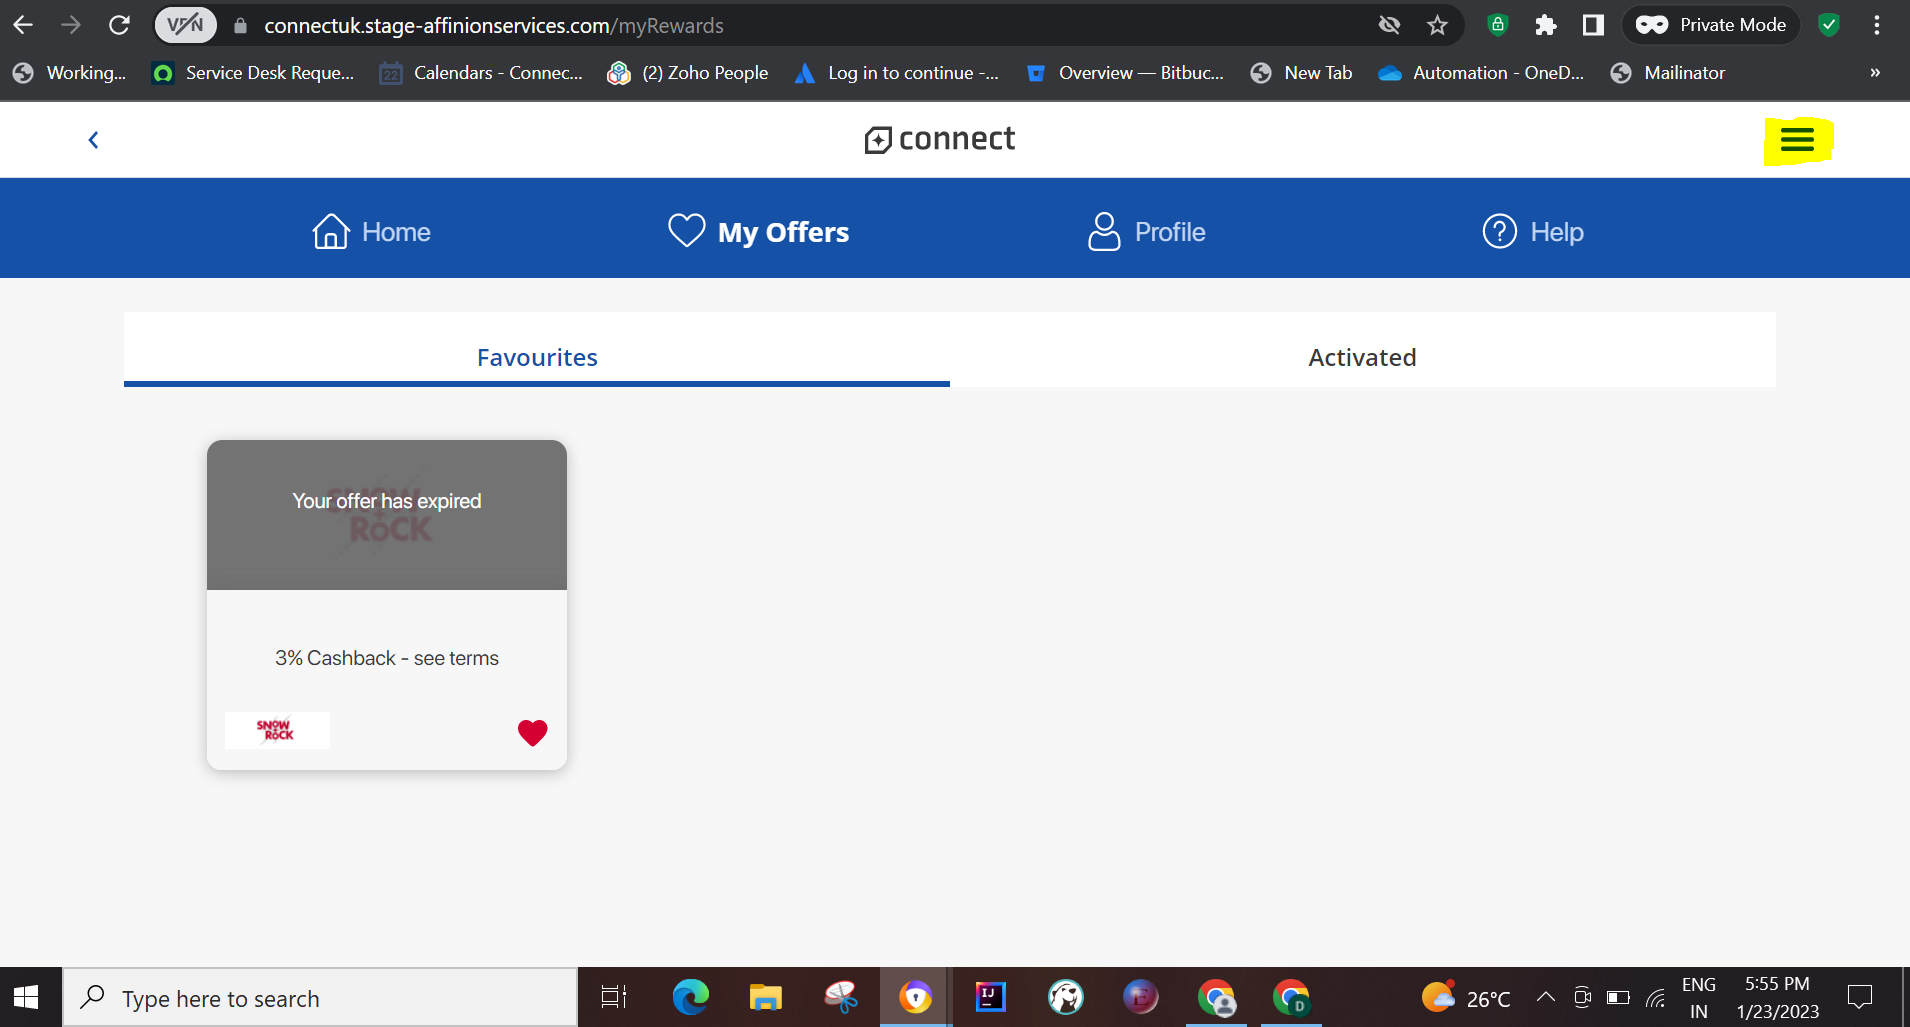 VPN connectuk.stage-affinionservices.com/myRewards Private Mode
Working... Service Desk Reque... 22 Calendars - Connec... (2) Zoho People Log in to continue -... Overview — Bitbuc... New Tab Automation - OneD... Mailinator »
connect
Home My Offers Profile Help
Favourites Activated
Your offer has expired
SNOW
ROCK
3% Cashback - see terms
SNOW
ROCK
Type here to search
IJ
E
D
26°C
ENG
IN
5:55 PM
1/23/2023